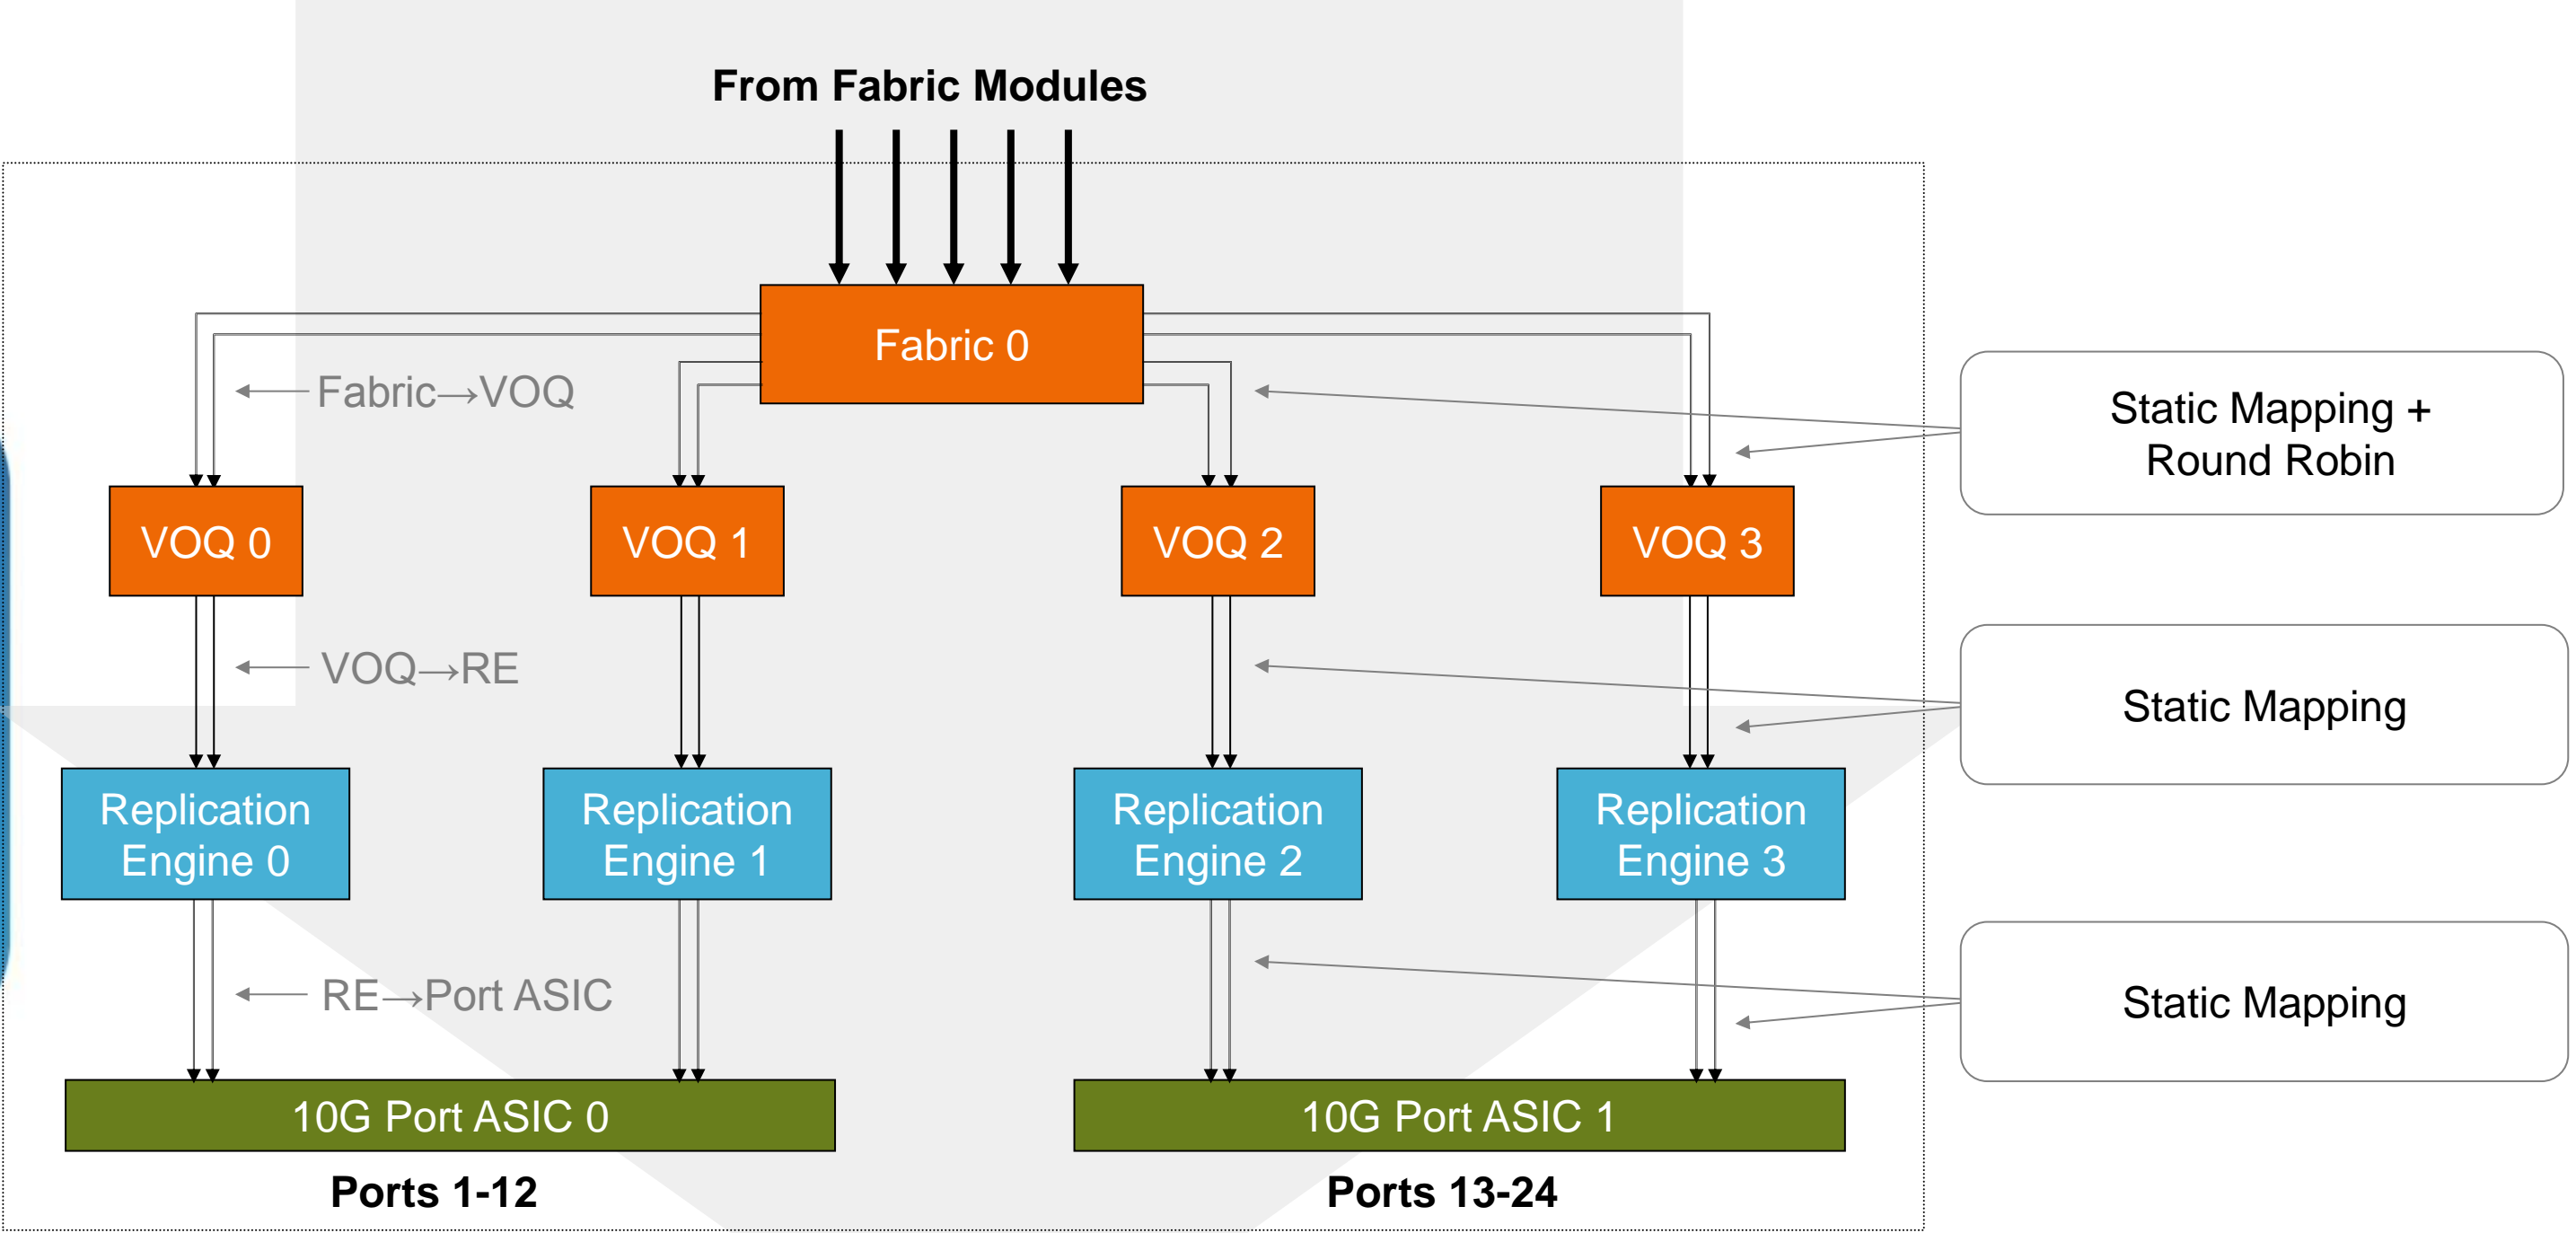 From Fabric Modules
Fabric 0
Fabric→VOQ
Static Mapping +
Round Robin
VOQ 0
VOQ 1
VOQ 2
VOQ 3
VOQ→RE
Static Mapping
Replication
Engine 0
Replication
Engine 1
Replication
Engine 2
Replication
Engine 3
RE→Port ASIC
Static Mapping
10G Port ASIC 0
10G Port ASIC 1
Ports 1-12
Ports 13-24